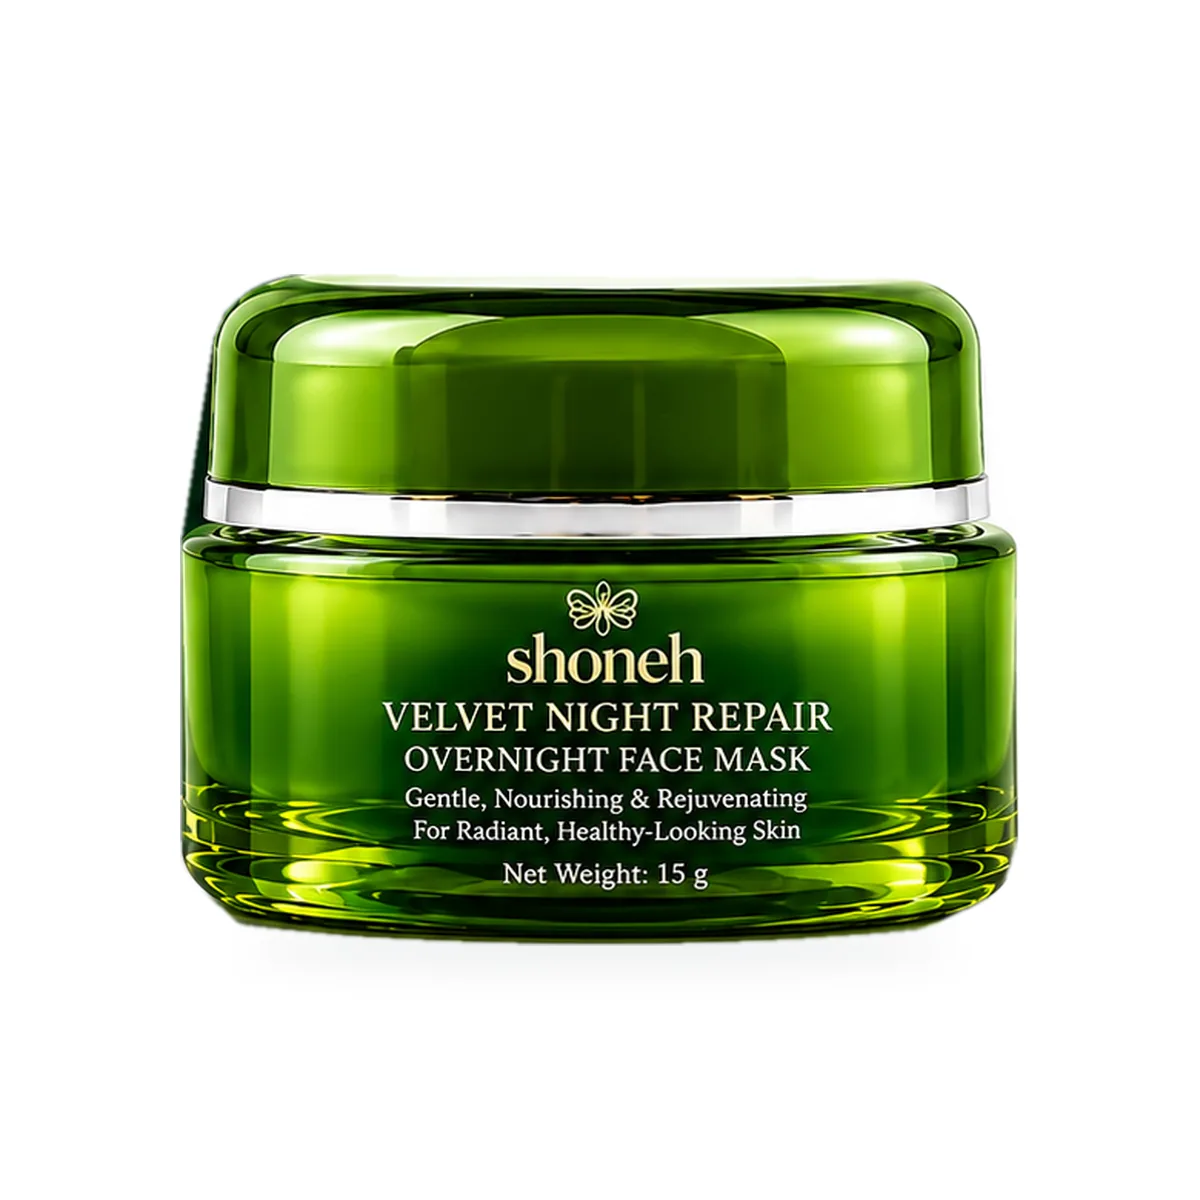 shoneh
VELVET NIGHT REPAIR
OVERNIGHT FACE MASK
Gentle, Nourishing & Rejuvenating
For Radiant, Healthy-Looking Skin
Net Weight: 15 g